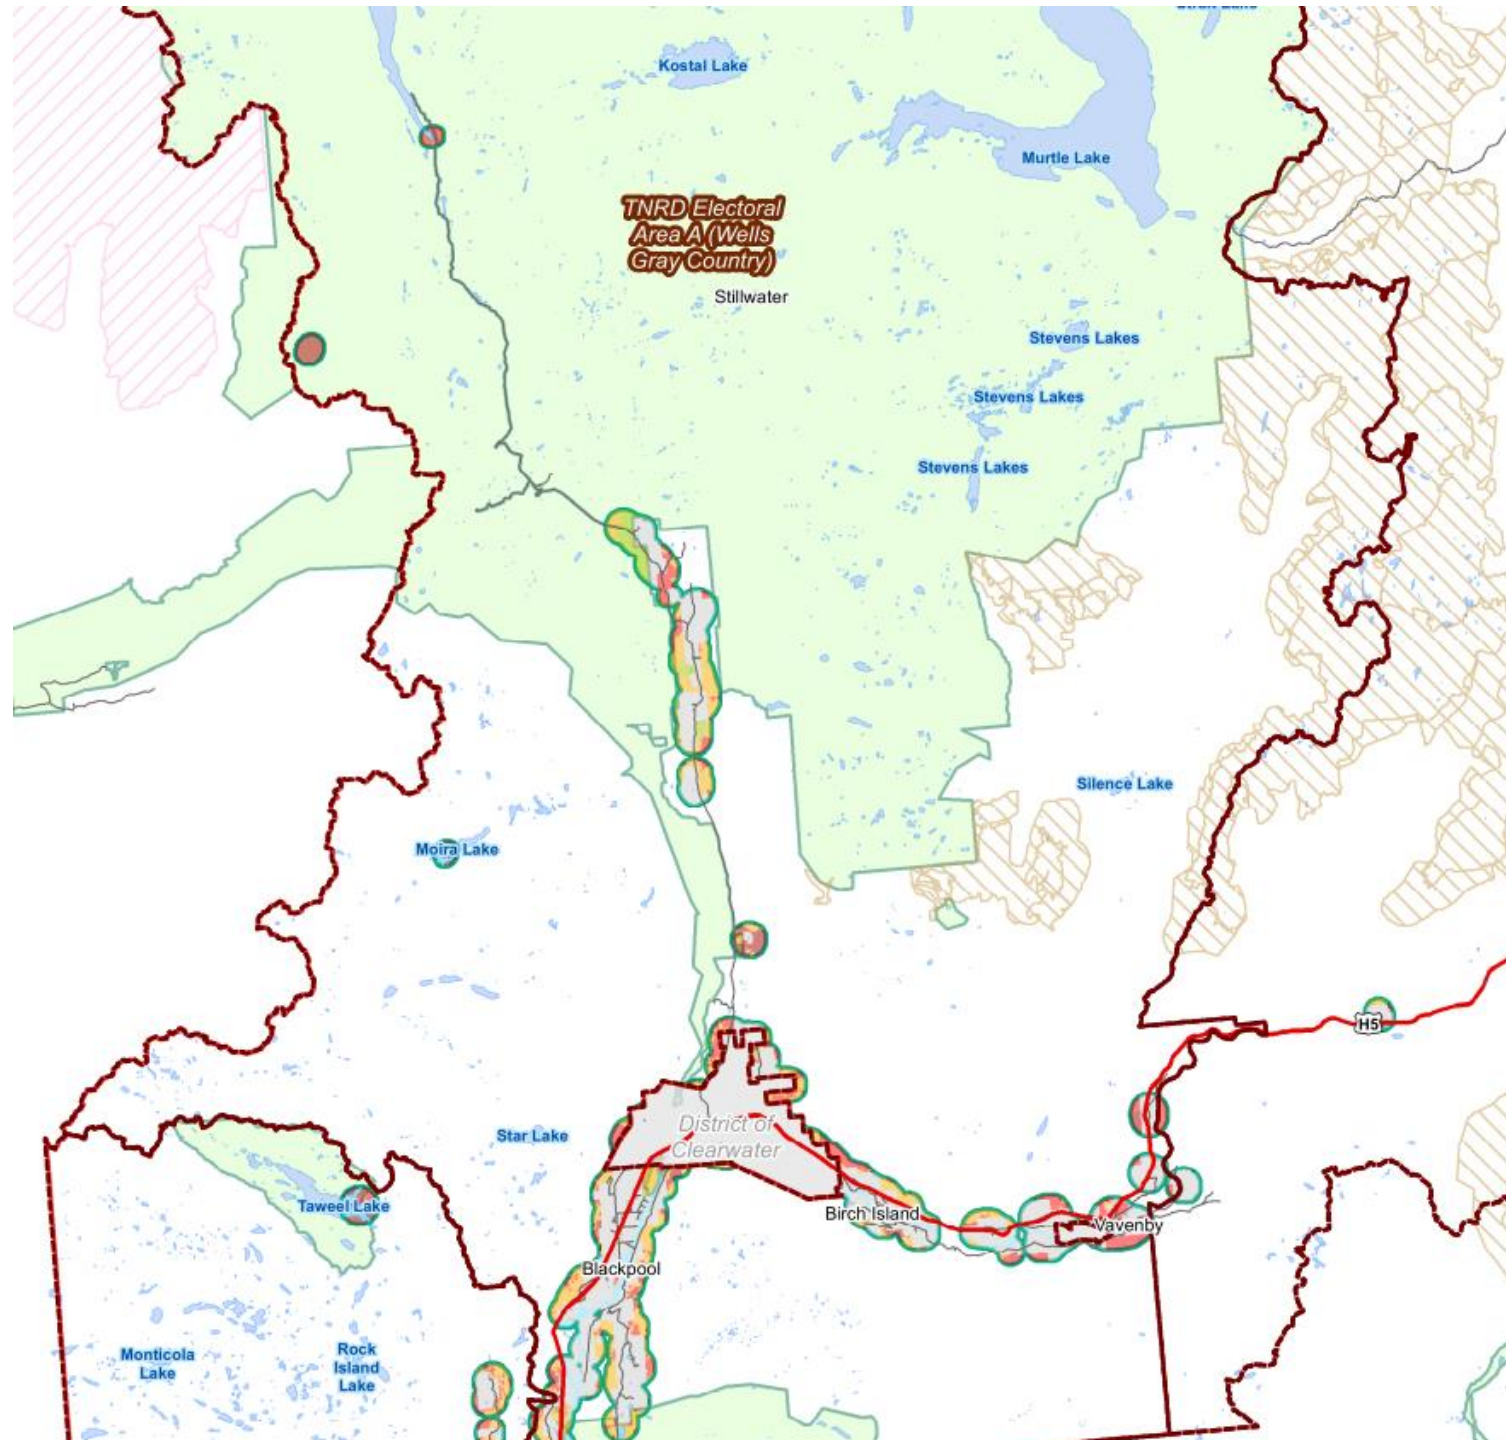 Kostal Lake
Murtle Lake
TNRD Electoral
Area A (Wells
Gray Country)
Stillwater
Stevens Lakes
Stevens Lakes
Stevens Lakes
Silence Lake
Moira Lake
H5
District of
Clearwater
Star Lake
Taweel Lake
Birch Island
Vavenby
Blackpool
Monticola
Lake
Rock
Island
Lake